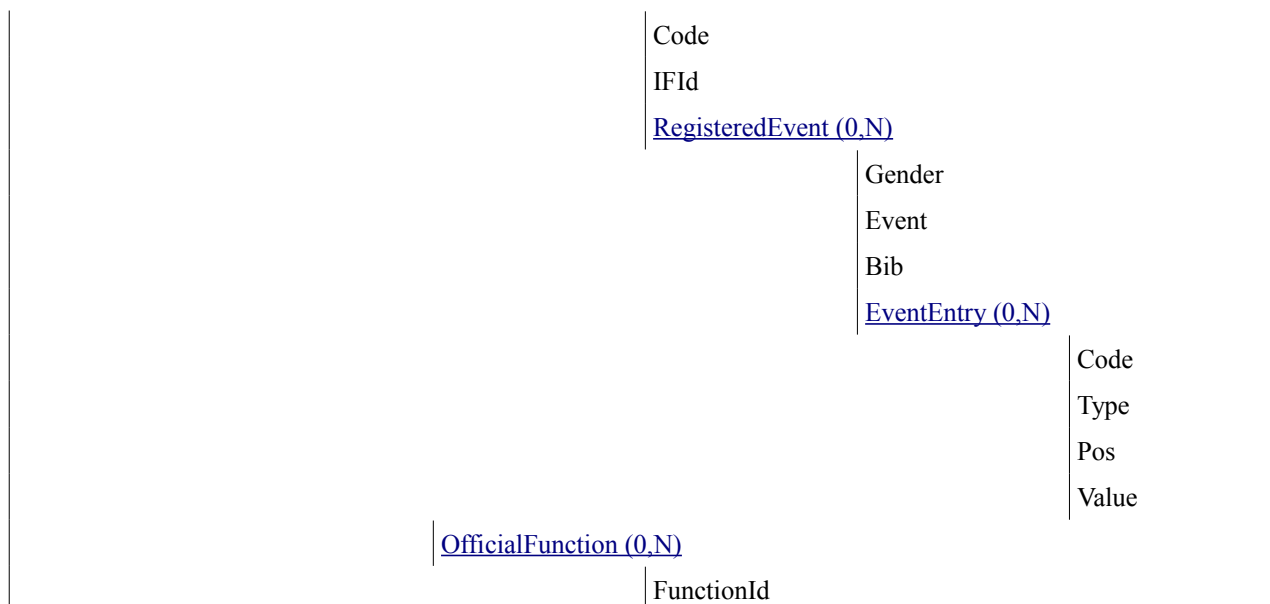 Code
IFId
RegisteredEvent (0,N)
Gender
Event
Bib
EventEntry (0,N)
Code
Type
Pos
Value
OfficialFunction (0,N)
FunctionId